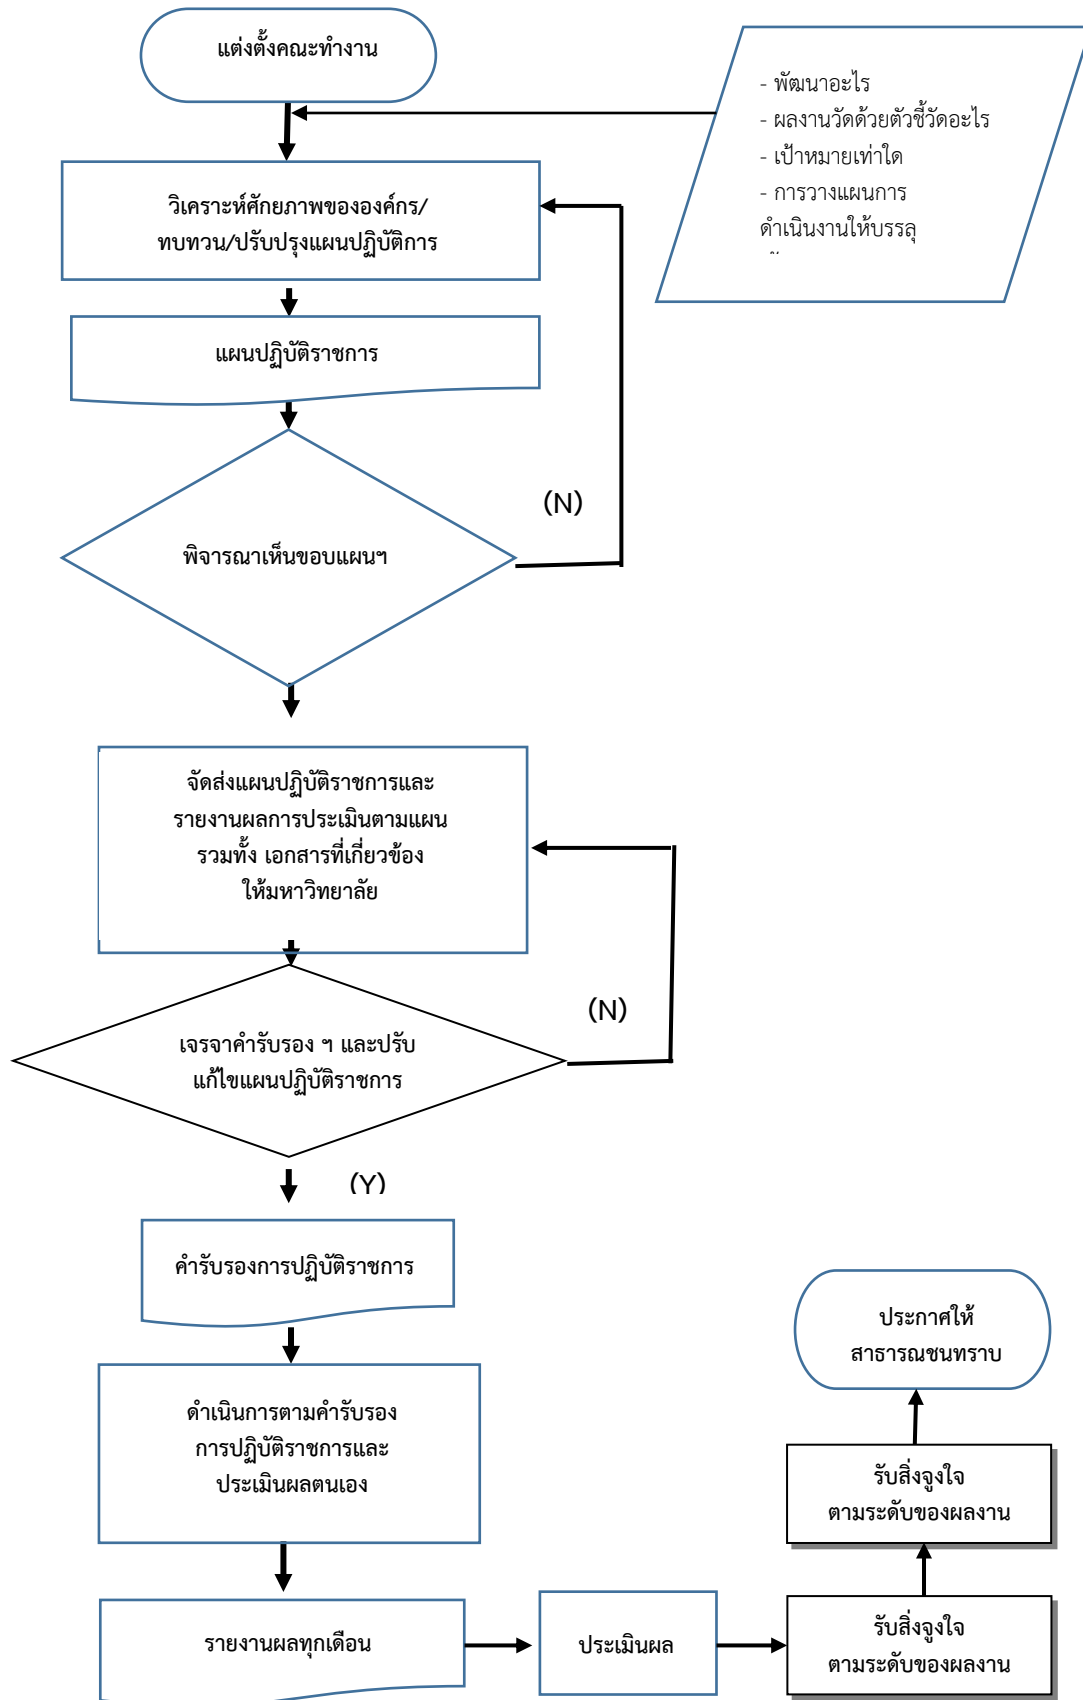 แต่งตั้งคณะทำงาน
- พัฒนาอะไร
- ผลงานวัดด้วยตัวชี้วัดอะไร
- เป้าหมายเท่าใด
- การวางแผนการ
ดำเนินงานให้บรรลุ
วิเคราะห์ศักยภาพขององค์กร/
ทบทวน/ปรับปรุงแผนปฏิบัติการ
แผนปฏิบัติราชการ
(N)
พิจารณาเห็นขอบแผนฯ
จัดส่งแผนปฏิบัติราชการและ
รายงานผลการประเมินตามแผน
รวมทั้ง เอกสารที่เกี่ยวข้อง
ให้มหาวิทยาลัย
(N)
เจรจาคำรับรอง ฯ และปรับ
แก้ไขแผนปฏิบัติราชการ
(Y)
คำรับรองการปฏิบัติราชการ
ประกาศให้
สาธารณชนทราบ
ดำเนินการตามคำรับรอง
การปฏิบัติราชการและ
ประเมินผลตนเอง
รับสิ่งจูงใจ
ตามระดับของผลงาน
รายงานผลทุกเดือน
ประเมินผล
รับสิ่งจูงใจ
ตามระดับของผลงาน